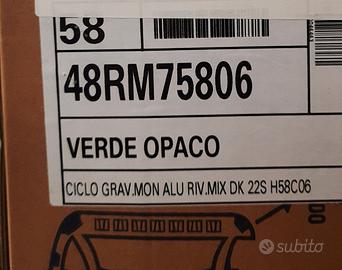 58
48RM75806
VERDE OPACO
CICLO GRAV.MON ALU RIV.MIX DK 22S H58C06
subito